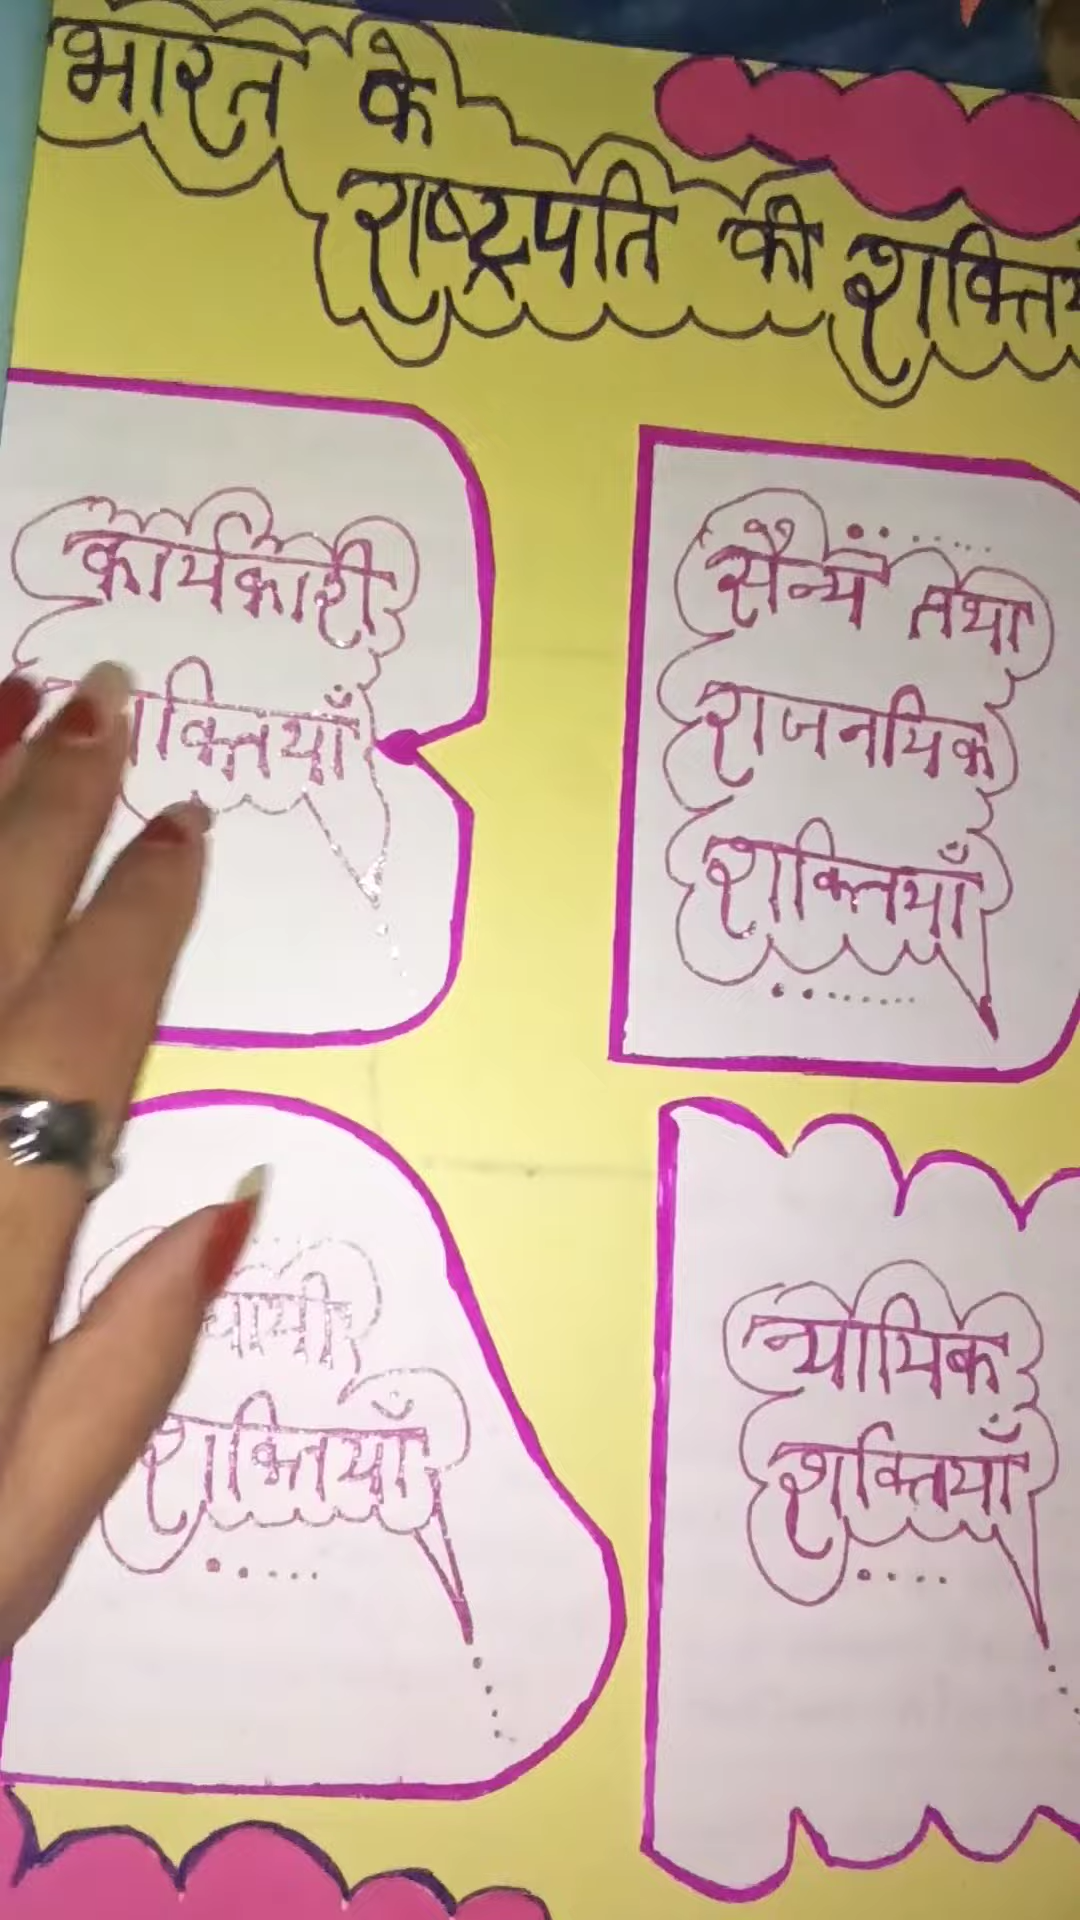 भारत के
राष्ट्रपति की
कार्यकारी
सैन्य तथा
राजनयिक
शक्तियाँ
शक्तियाँ
न्यायिक
शक्तियाँ